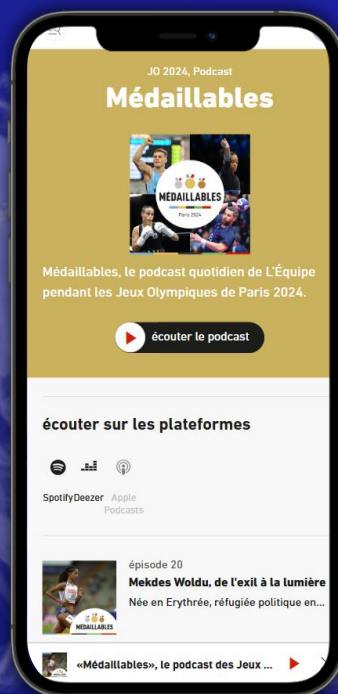 JO 2024, Podcast
Médaillables
MÉDAILLABLES
Paris 2024
Médaillables, le podcast quotidien de L'Équipe
pendant les Jeux Olympiques de Paris 2024.
écouter le podcast
écouter sur les plateformes
Spotify Deezer Apple
Podcasts
épisode 20
Mekdes Woldu, de l'exil à la lumière
Née en Erythrée, réfugiée politique en...
MÉDAILLABLES
«Médaillables», le podcast des Jeux ...